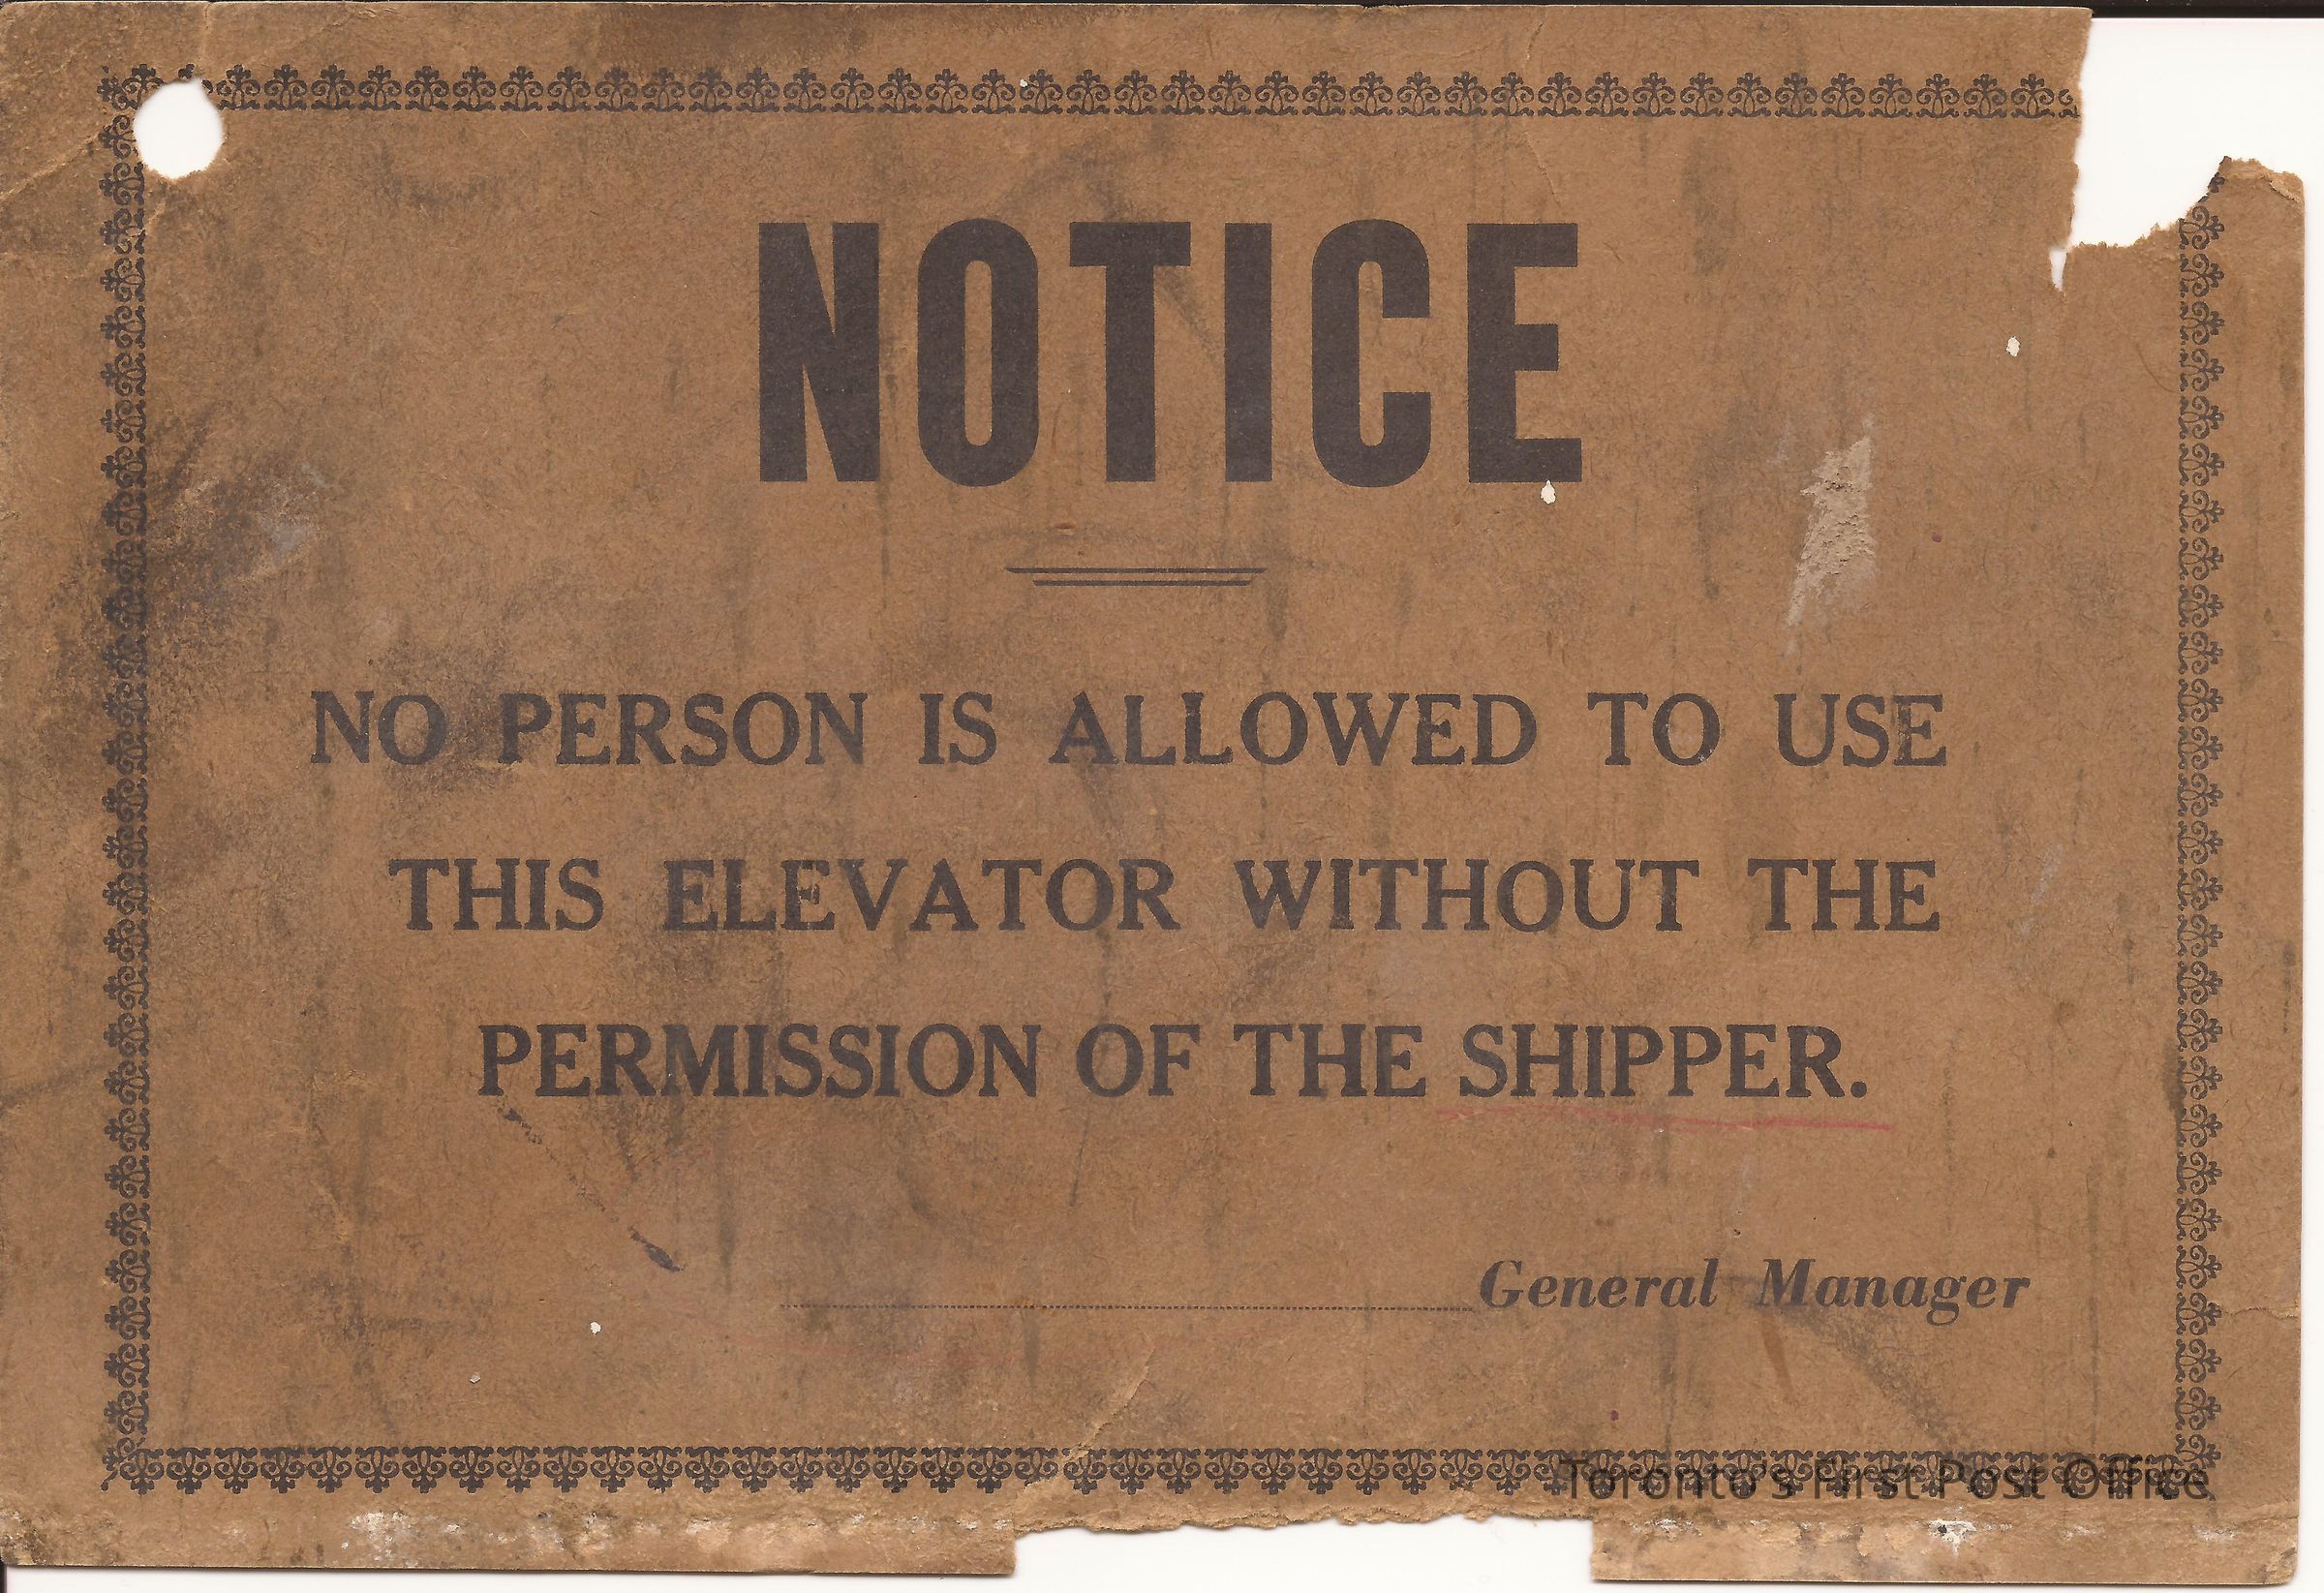 NOTICE
NO PERSON IS ALLOWED TO USE
THIS ELEVATOR WITHOUT THE
PERMISSION OF THE SHIPPER.
General Manager
Toronto's First Post Office